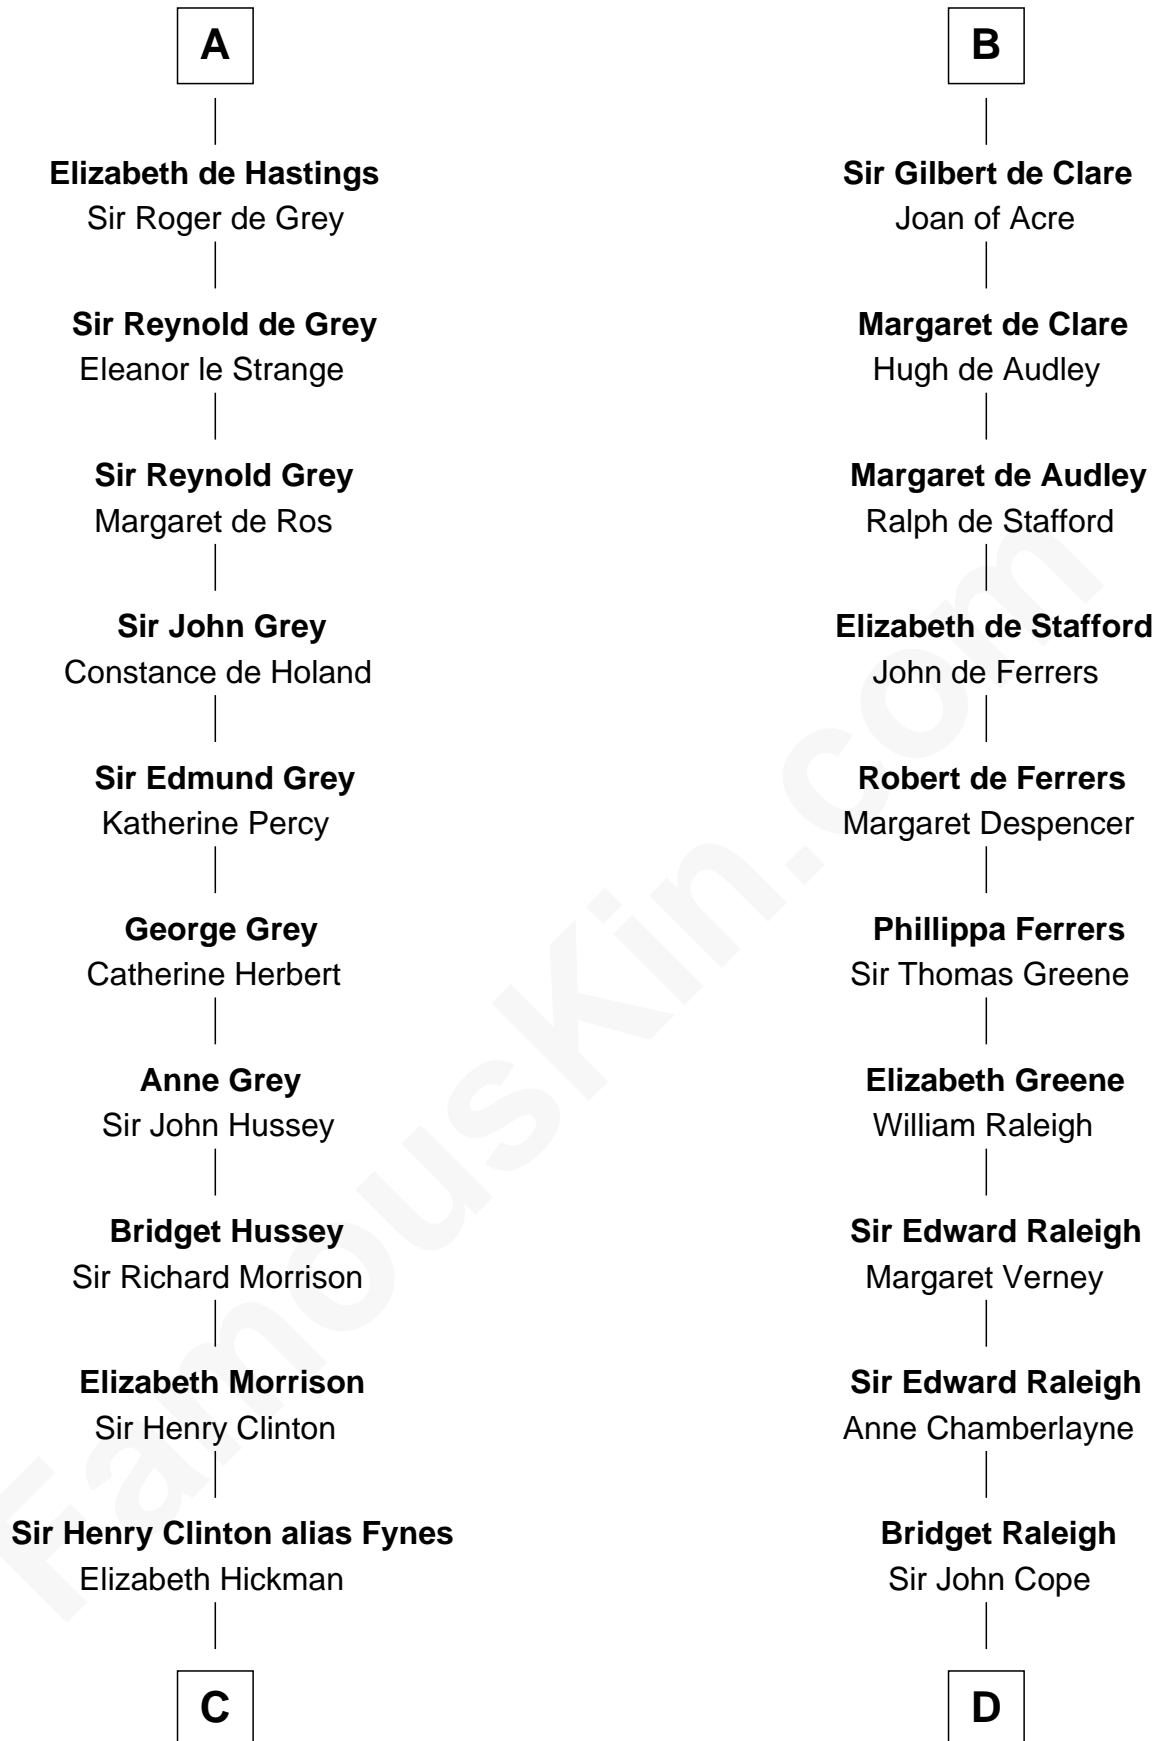 A
Elizabeth de Hastings
Sir Roger de Grey
Sir Reynold de Grey
Eleanor le Strange
Sir Reynold Grey
Margaret de Ros
Sir John Grey
Constance de Holand
Sir Edmund Grey
Katherine Percy
George Grey
Catherine Herbert
Anne Grey
Sir John Hussey
Bridget Hussey
Sir Richard Morrison
Elizabeth Morrison
Sir Henry Clinton
Sir Henry Clinton alias Fynes
Elizabeth Hickman
C
B
Sir Gilbert de Clare
Joan of Acre
Margaret de Clare
Hugh de Audley
Margaret de Audley
Ralph de Stafford
Elizabeth de Stafford
John de Ferrers
Robert de Ferrers
Margaret Despencer
Phillippa Ferrers
Sir Thomas Greene
Elizabeth Greene
William Raleigh
Sir Edward Raleigh
Margaret Verney
Sir Edward Raleigh
Anne Chamberlayne
Bridget Raleigh
Sir John Cope
D
FamousKin.com